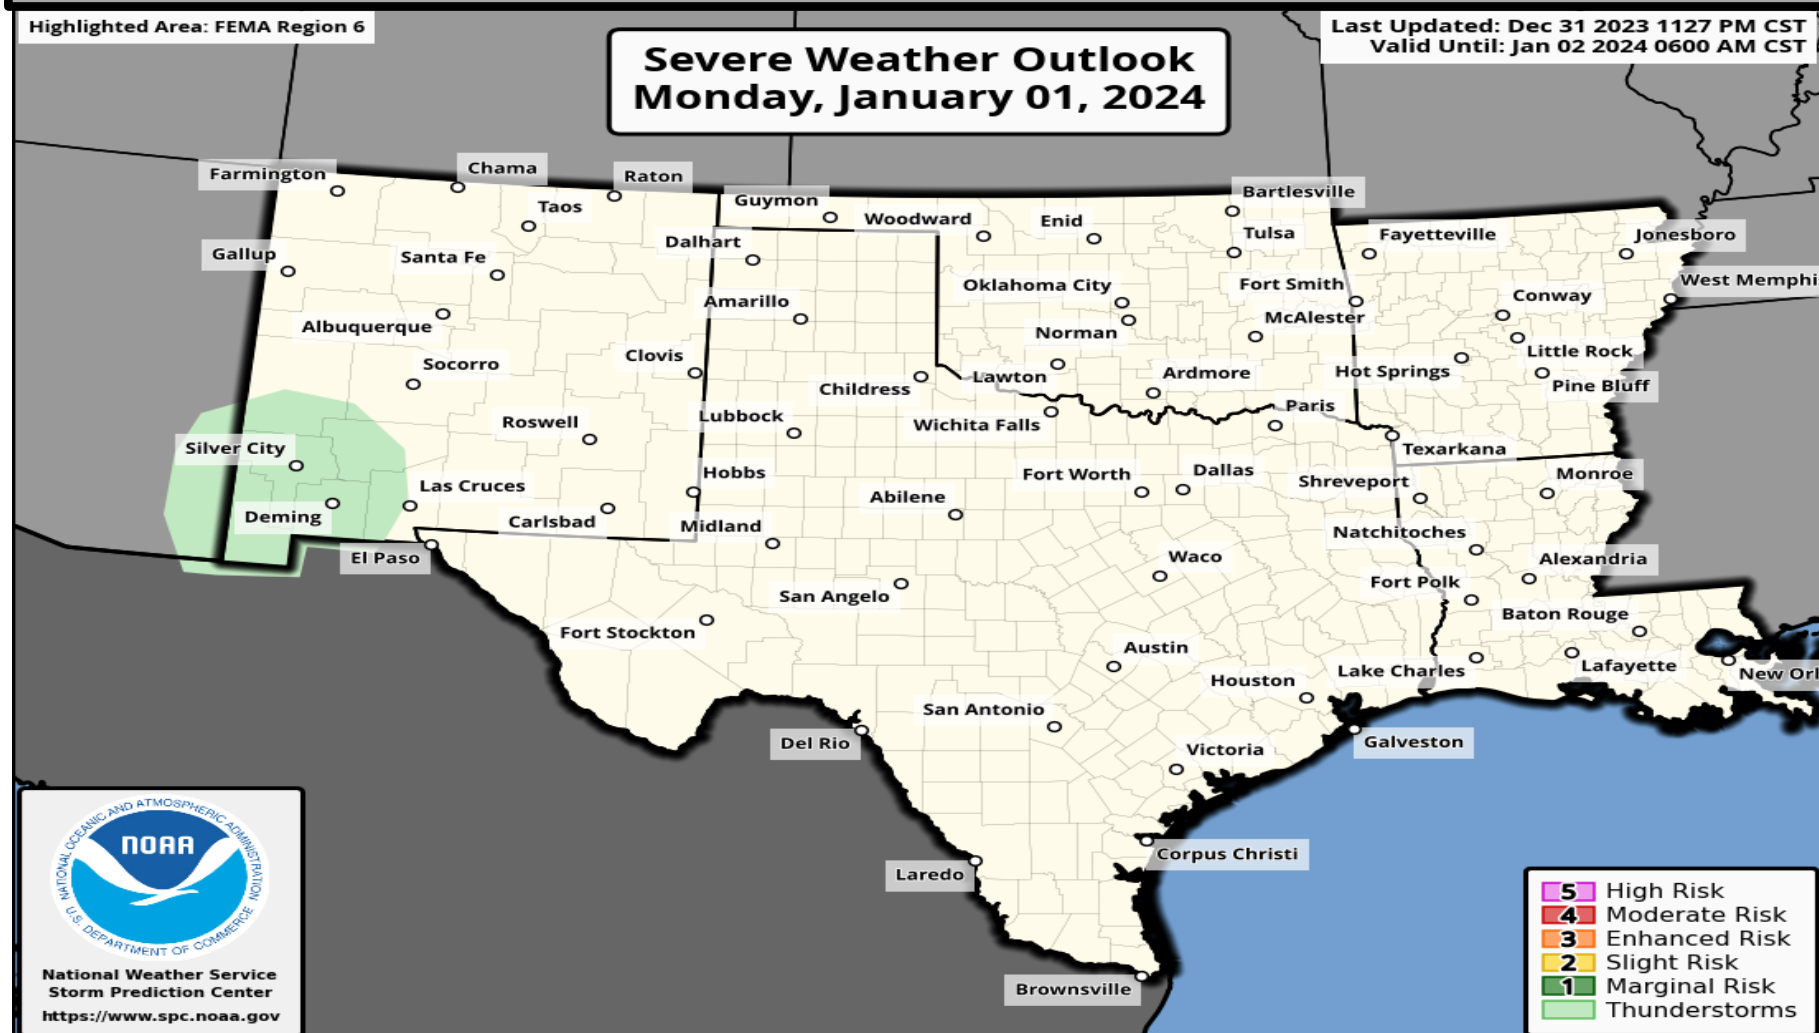 Highlighted Area: FEMA Region 6
Severe Weather Outlook
Monday, January 01, 2024
Last Updated: Dec 31 2023 1127 PM CST
Valid Until: Jan 02 2024 0600 AM CST
Farmington
Chama
Raton
Taos
Guymon
Woodward
Enid
Bartlesville
Gallup
Santa Fe
Dalhart
Tulsa
Fayetteville
Jonesboro
Albuquerque
Amarillo
Oklahoma City
Fort Smith
Conway
West Memphi
Norman
McAlester
Socorro
Clovis
Childress
Lawton
Ardmore
Hot Springs
Little Rock
Pine Bluff
Roswell
Lubbock
Wichita Falls
Paris
Texarkana
Silver City
Las Cruces
Hobbs
Abilene
Fort Worth
Dallas
Shreveport
Monroe
Deming
Carlsbad
Midland
Natchitoches
El Paso
Waco
Alexandria
San Angelo
Fort Polk
Fort Stockton
Baton Rouge
Austin
Houston
Lake Charles
Lafayette
New Orl
San Antonio
Del Rio
Victoria
Galveston
Laredo
Corpus Christi
Brownsville
NATIONAL OCEANIC AND ATMOSPHERIC ADMINISTRATION
NOAA
U.S. DEPARTMENT OF COMMERCE
National Weather Service
Storm Prediction Center
https://www.spc.noaa.gov
5 High Risk
4 Moderate Risk
3 Enhanced Risk
2 Slight Risk
1 Marginal Risk
Thunderstorms